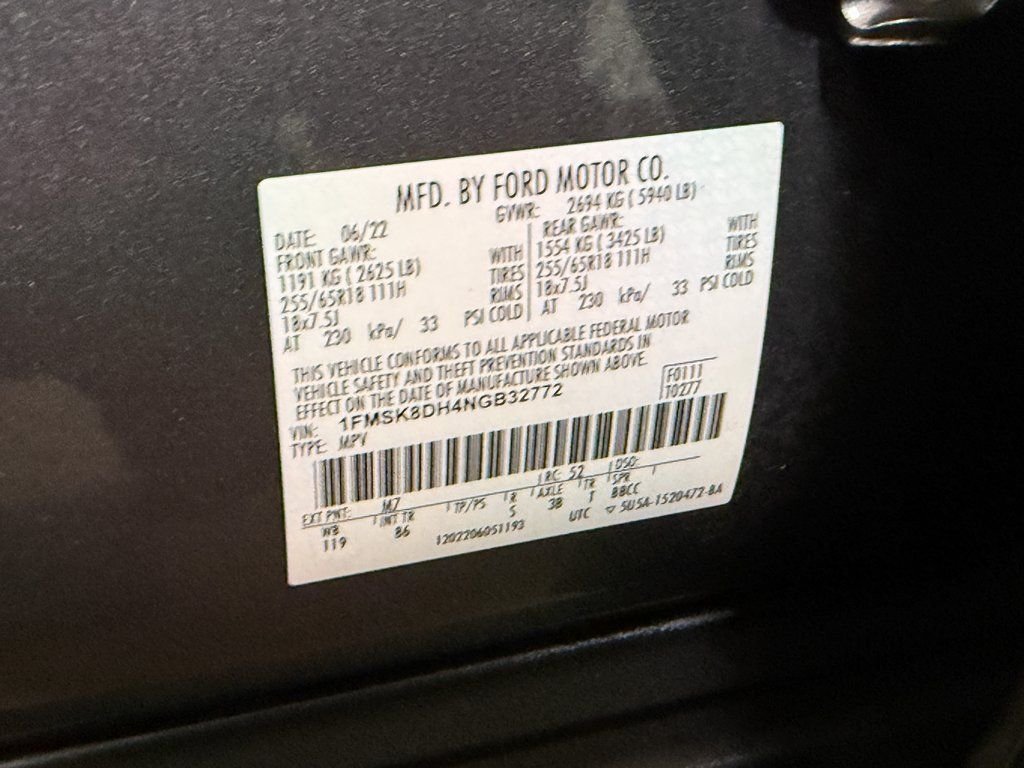 MFD. BY FORD MOTOR CO.
DATE: 06/22 GVWR: 2694 KG ( 5940 LB)
FRONT GAWR: REAR GAWR:
1191 KG ( 2625 LB) WITH 1554 KG ( 3425 LB) WITH
255/65R18 111H TIRES 255/65R18 111H TIRES
18x7.5J RIMS 18x7.5J RIMS
AT 230 kPa/ 33 PSI COLD AT 230 kPa/ 33 PSI COLD
THIS VEHICLE CONFORMS TO ALL APPLICABLE FEDERAL MOTOR
VEHICLE SAFETY AND THEFT PREVENTION STANDARDS IN
EFFECT ON THE DATE OF MANUFACTURE SHOWN ABOVE.
VIN: 1FMSK8DH4NGB32772 F0111
TYPE: MPV T0277
EXT PNT: M7 RC: 52 DSO:
WB INT TR TP/PS R AXLE TR SPR
119 86 S 3B T BBCC
1202206051193 UTC ▽ 5U5A-1520472-BA